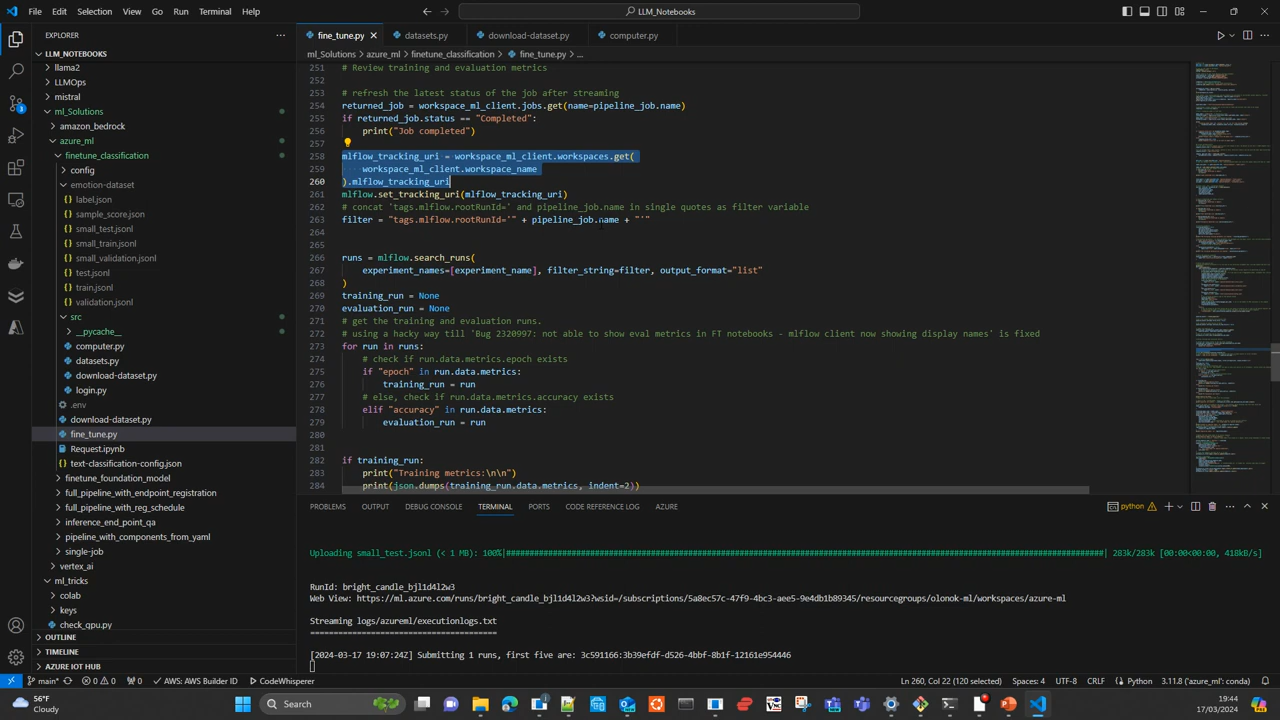 File Edit Selection View Go Run Terminal Help
LLM_Notebooks
EXPLORER
LLM_NOTEBOOKS
llama2
LLMOps
mistral
ml_Solutions
amazon_bedrock
azure_ml
finetune_classification
config
emotion-dataset
label.json
sample_score.json
small_test.jsonl
small_train.jsonl
small_validation.jsonl
test.jsonl
train.jsonl
validation.jsonl
src
__pycache__
computer.py
datasets.py
download-dataset.py
login.py
.env
download-dataset.py
fine_tune.py
Request.ipynb
text-classification-config.json
finetune_foundation_model
full_pipeline_with_endpoint_registration
full_pipeline_with_reg_schedule
inference_end_point_qa
pipeline_with_components_from_yaml
single-job
vertex_ai
ml_tricks
colab
keys
check_gpu.py
OUTLINE
TIMELINE
AZURE IOT HUB
fine_tune.py datasets.py download-dataset.py computer.py
ml_Solutions > azure_ml > finetune_classification > fine_tune.py > ...
251 # Review training and evaluation metrics
252
253 # refresh the latest status of the job after streaming
254 returned_job = workspace_ml_client.jobs.get(name=pipeline_job.name)
255 if returned_job.status == "Completed":
256 print("Job completed")
257
258 mlflow_tracking_uri = workspace_ml_client.workspaces.get(
259 workspace_ml_client.workspace_name
260 ).mlflow_tracking_uri
261 mlflow.set_tracking_uri(mlflow_tracking_uri)
262 # concat 'tags.mlflow.rootRunId=' and pipeline_job.name in single quotes as filter variable
263 filter = "tags.mlflow.rootRunId='" + pipeline_job.name + "'"
264
265
266 runs = mlflow.search_runs(
267 experiment_names=[experiment_name], filter_string=filter, output_format="list"
268 )
269 training_run = None
270 evaluation_run = None
271 # get the training and evaluation runs.
272 # using a hacky way till 'Bug 2320997: not able to show eval metrics in FT notebooks - mlflow client now showing display names' is fixed
273 for run in runs:
274 # check if run.data.metrics.epoch exists
275 if "epoch" in run.data.metrics:
276 training_run = run
277 # else, check if run.data.metrics.accuracy exists
278 elif "accuracy" in run.data.metrics:
279 evaluation_run = run
280
281
282 if training_run:
283 print("Training metrics:\n\n")
284 print(json.dumps(training_run.data.metrics, indent=2))
PROBLEMS OUTPUT DEBUG CONSOLE TERMINAL PORTS CODE REFERENCE LOG AZURE
python
Uploading small_test.jsonl (< 1 MB): 100%
283k/283k [00:00<00:00, 418kB/s]
RunId: bright_candle_bjl1d4l2w3
Web View: https://ml.azure.com/runs/bright_candle_bjl1d4l2w3?wsid=/subscriptions/5a8ec57c-47f9-4bc3-aee5-9e4db1b89345/resourcegroups/olonok-ml/workspaces/azure-ml
Streaming logs/azureml/executionlogs.txt
========================================
[2024-03-17 19:07:24Z] Submitting 1 runs, first five are: 3c591166:3b39efdf-d526-4bbf-8b1f-12161e954446
main* 0 0 0 AWS: AWS Builder ID CodeWhisperer
Ln 260, Col 22 (120 selected) Spaces: 4 UTF-8 CRLF Python 3.11.8 ("azure_ml": conda)
56°F
Cloudy
Search
19:44
17/03/2024